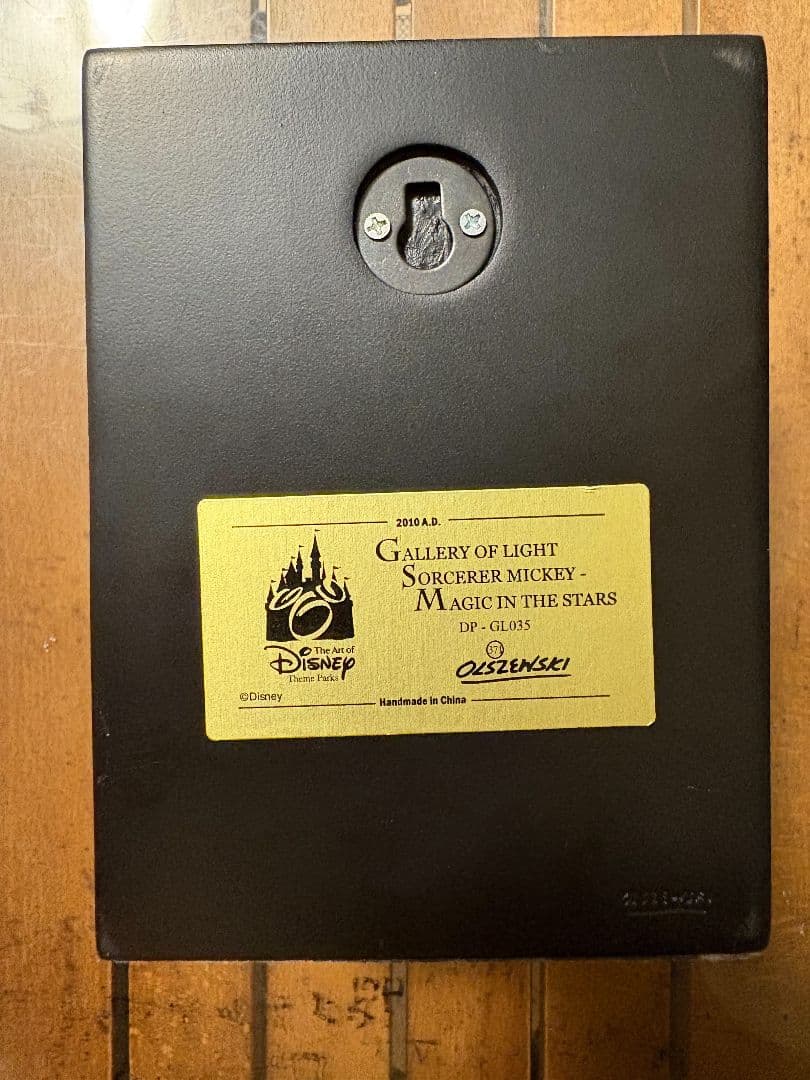 2010 A.D.
GALLERY OF LIGHT
SORCERER MICKEY -
MAGIC IN THE STARS
DP - GL035
The Art of
DISNEY
Theme Parks
371
OLSZEWSKI
©Disney
Handmade in China